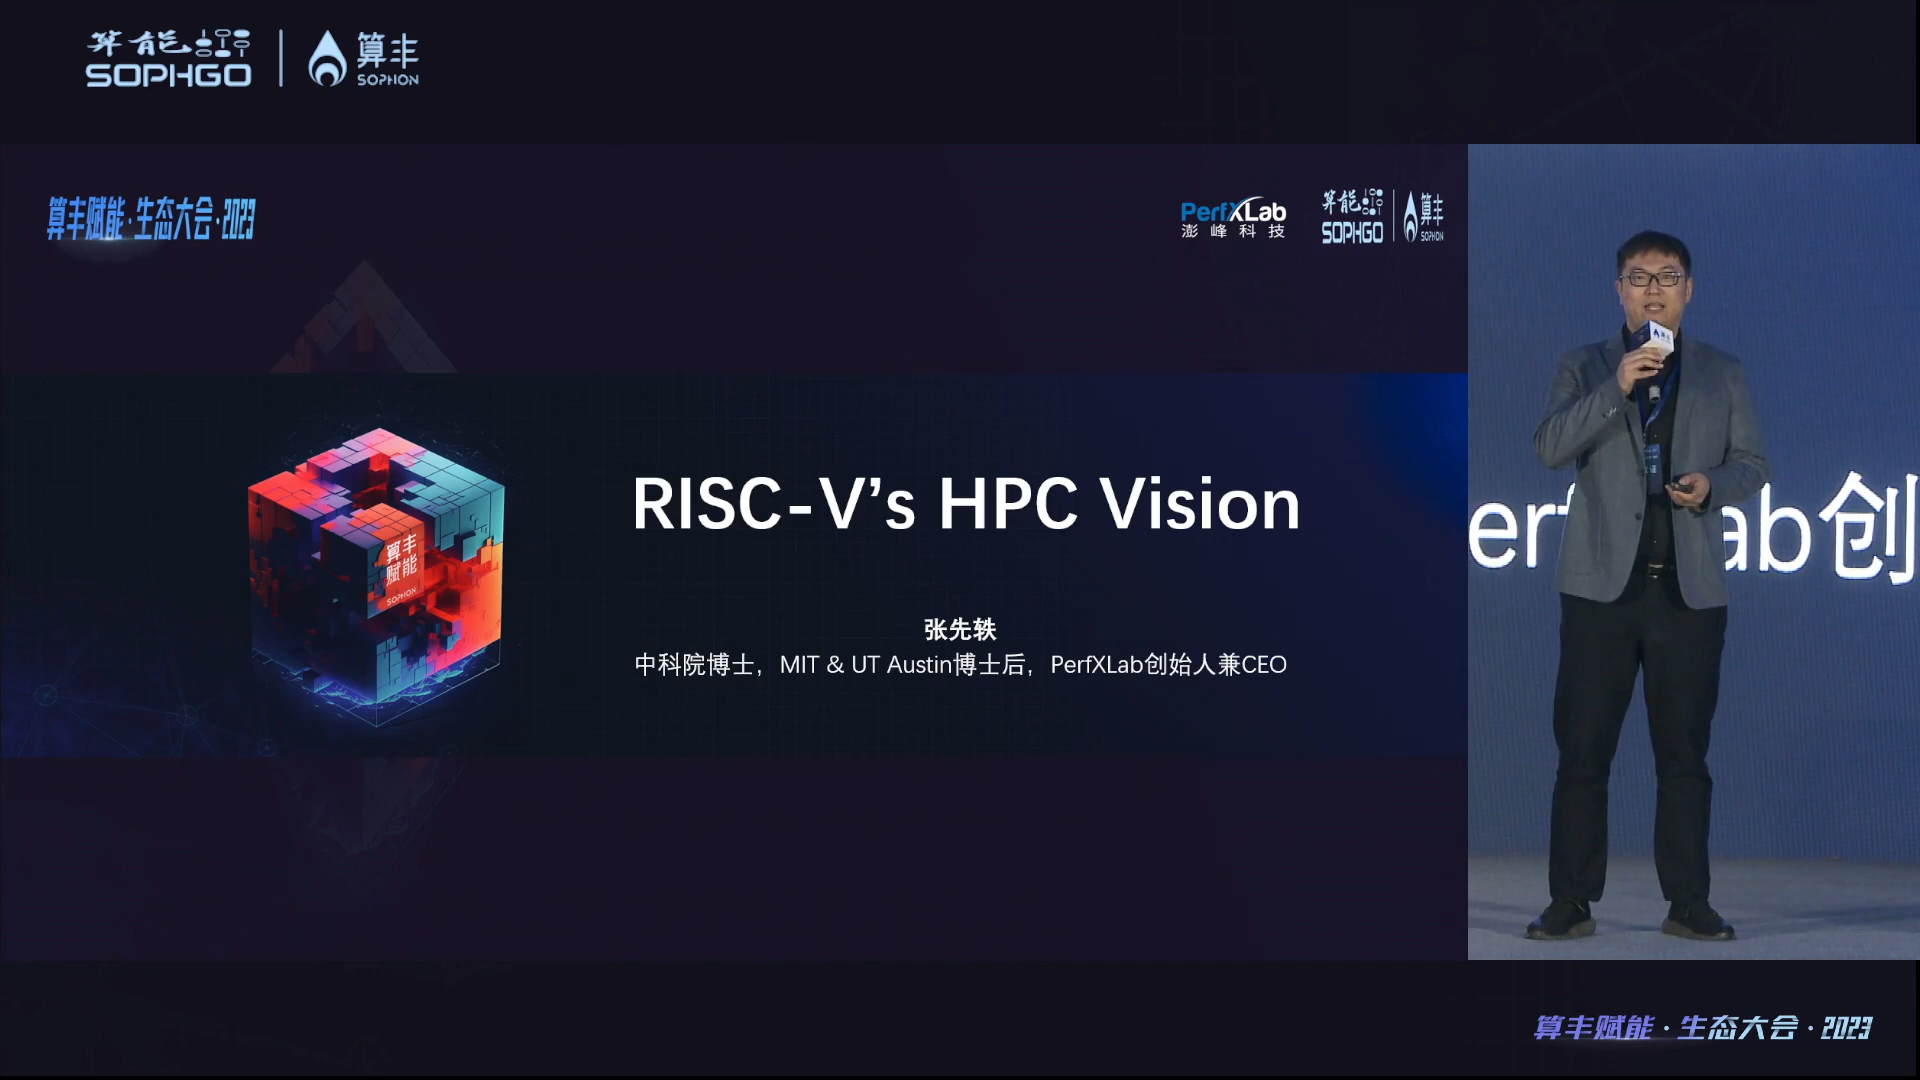 算能
SOPHGO
算丰
SOPHON
算丰赋能·生态大会·2023
PerfXLab
澎峰科技
算能
SOPHGO
算丰
SOPHON
RISC-V’s HPC Vision
算丰
赋能
SOPHON
张先轶
中科院博士，MIT & UT Austin博士后，PerfXLab创始人兼CEO
erf ab创
算丰赋能·生态大会·2023